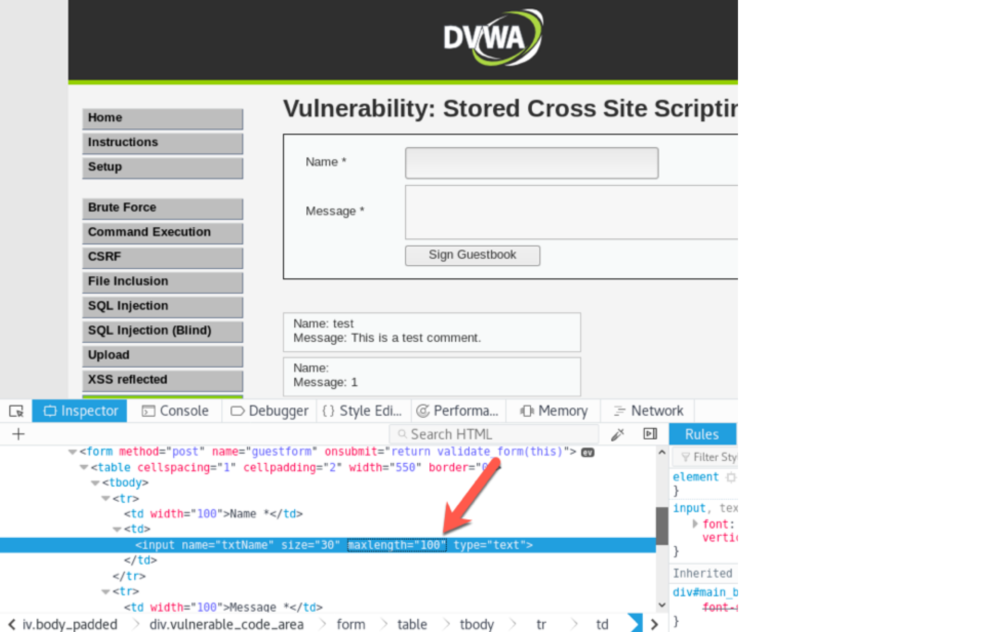 DVWA
Vulnerability: Stored Cross Site Scriptin
Home
Instructions
Setup
Brute Force
Command Execution
CSRF
File Inclusion
SQL Injection
SQL Injection (Blind)
Upload
XSS reflected
Name *
Message *
Sign Guestbook
Name: test
Message: This is a test comment.
Name:
Message: 1
Inspector Console Debugger {} Style Edi... Performa... Memory Network
+ Search HTML Rules
<form method="post" name="guestform" onsubmit="return validate_form(this)"> ev
<table cellspacing="1" cellpadding="2" width="550" border="0">
<tbody>
<tr>
<td width="100">Name *</td>
<td>
<input name="txtName" size="30" maxlength="100" type="text">
</td>
</tr>
<tr>
<td width="100">Message *</td>
iv.body_padded div.vulnerable_code_area form table tbody tr td
Filter Sty
element
}
input, tex
font:
vertic
}
Inherited
div#main_b
font-
}